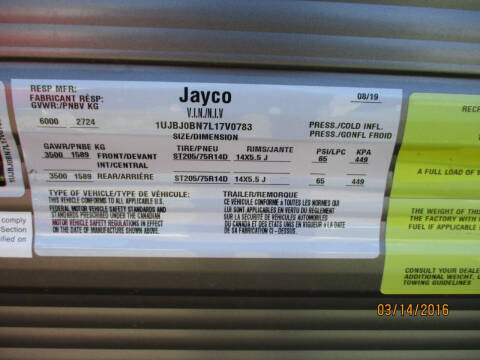 RESP MFR:
FABRICANT RESP:
GVWR:/PNBV KG
6000 2724
Jayco
V.I.N./N.I.V
1UJBJ0BN7L17V0783
SIZE/DIMENSION
08/19
PRESS./COLD INFL.
PRESS./GONFL FROID
GAWR/PNBE KG TIRE/PNEU RIMS/JANTE PSI/LPC KPA
3500 1589 FRONT/DEVANT ST205/75R14D 14X5.5 J 65 449
INT/CENTRAL
3500 1589 REAR/ARRIÈRE ST205/75R14D 14X5.5 J 65 449
TYPE OF VEHICLE/TYPE DE VÉHICULE: TRAILER/REMORQUE
THIS VEHICLE CONFORMS TO ALL APPLICABLE U.S.
FEDERAL MOTOR VEHICLE SAFETY STANDARDS AND
STANDARDS PRESCRIBED UNDER THE CANADIAN
MOTOR VEHICLE SAFETY REGULATIONS IN EFFECT
ON THE DATE OF MANUFACTURE SHOWN ABOVE.
CE VÉHICULE CONFORME A TOUTES LES NORMES QUI
LUI SONT APPLICABLES EN VERTU DU RÈGLEMENT
SUR LA SÉCURITÉ DE VÉHICULES AUTOMOBILES
DU CANADA ET DES ÉTATS UNIS EN VIGUEUR À LA DATE
DE SA FABRICATION CI - DESSUS.
1UJBJ0BN7L17V0783
comply
Section
ified on
RECR
A FULL LOAD OF W
THE WEIGHT OF THIS
THE FACTORY WITH
FUEL IF APPLICABLE
CONSULT YOUR DEALE
ADDITIONAL WEIGHT, L
TOWING GUIDELINES
03/14/2016